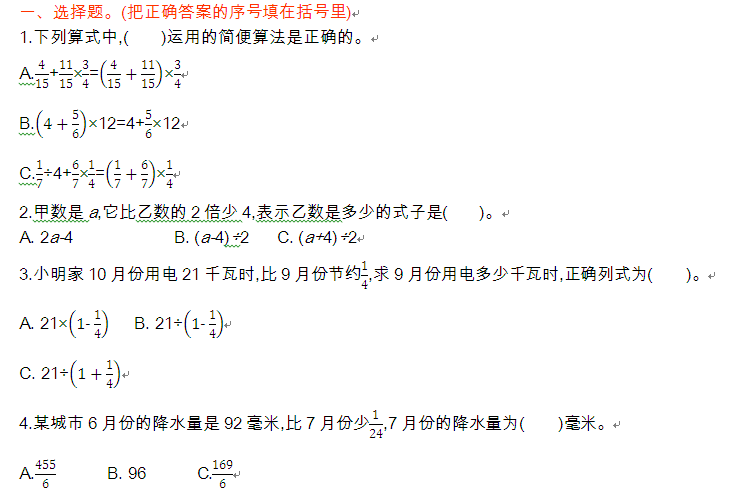 一、选择题。(把正确答案的序号填在括号里)
1.下列算式中,(　　)运用的简便算法是正确的。
A.4/15+11/15×3/4=(4/15+11/15)×3/4
B.(4+5/6)×12=4+5/6×12
C.1/7÷4+6/7×1/4=(1/7+6/7)×1/4
2.甲数是a,它比乙数的2倍少4,表示乙数是多少的式子是(　　)。
A. 2a-4　　B. (a-4)÷2　　C. (a+4)÷2
3.小明家10月份用电21千瓦时,比9月份节约1/4,求9月份用电多少千瓦时,正确列式为(　　)。
A. 21×(1-1/4)　　B. 21÷(1-1/4)
C. 21÷(1+1/4)
4.某城市6月份的降水量是92毫米,比7月份少1/24,7月份的降水量为(　　)毫米。
A.455/6　　B. 96　　C.169/6